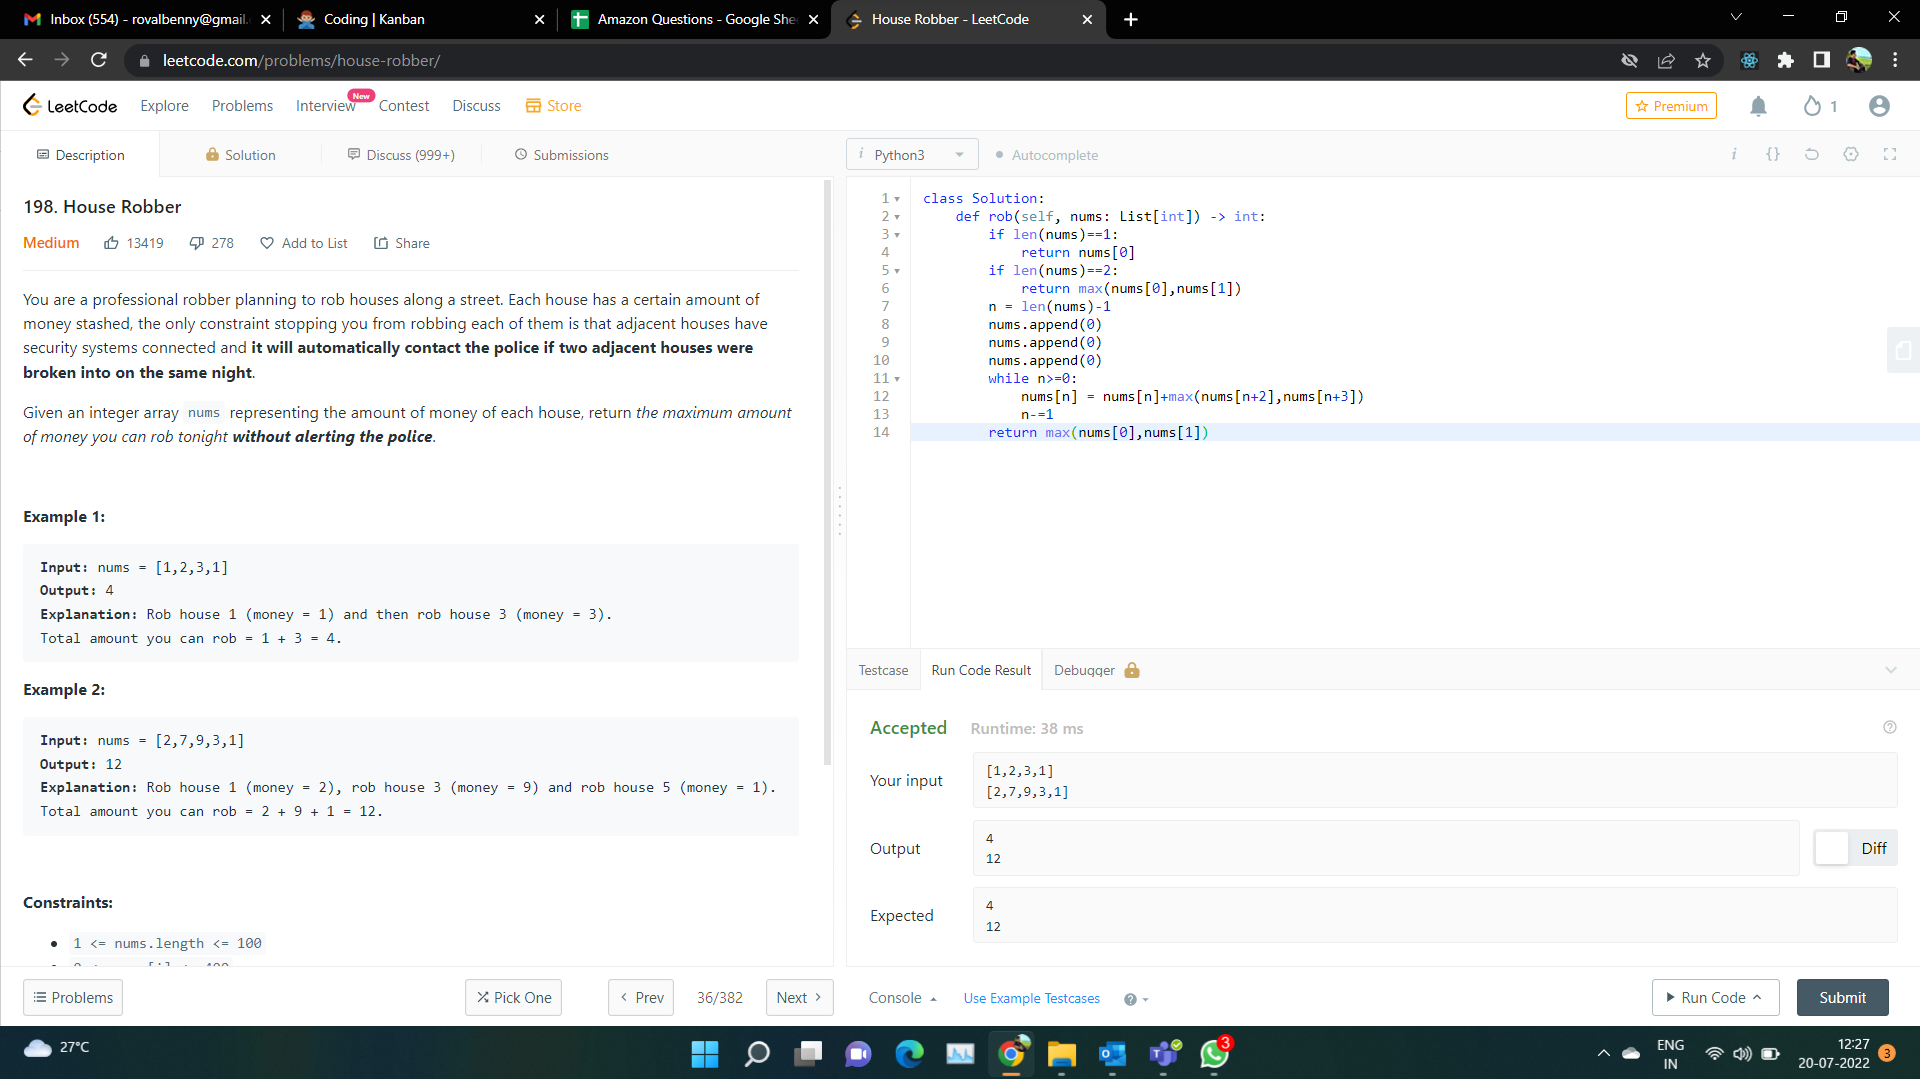 Inbox (554) - rovalbenny@gmail.
Coding | Kanban
Amazon Questions - Google She
House Robber - LeetCode
leetcode.com/problems/house-robber/
LeetCode
Explore
Problems
Interview
New
Contest
Discuss
Store
Premium
1
Description
Solution
Discuss (999+)
Submissions
i Python3
Autocomplete
i {}
198. House Robber
Medium
13419
278
Add to List
Share
You are a professional robber planning to rob houses along a street. Each house has a certain amount of
money stashed, the only constraint stopping you from robbing each of them is that adjacent houses have
security systems connected and it will automatically contact the police if two adjacent houses were
broken into on the same night.
Given an integer array nums representing the amount of money of each house, return the maximum amount
of money you can rob tonight without alerting the police.
Example 1:
Input: nums = [1,2,3,1]
Output: 4
Explanation: Rob house 1 (money = 1) and then rob house 3 (money = 3).
Total amount you can rob = 1 + 3 = 4.
Example 2:
Input: nums = [2,7,9,3,1]
Output: 12
Explanation: Rob house 1 (money = 2), rob house 3 (money = 9) and rob house 5 (money = 1).
Total amount you can rob = 2 + 9 + 1 = 12.
Constraints:
1 <= nums.length <= 100
Problems
Pick One
Prev
36/382
Next
1 class Solution:
2 def rob(self, nums: List[int]) -> int:
3 if len(nums)==1:
4 return nums[0]
5 if len(nums)==2:
6 return max(nums[0],nums[1])
7 n = len(nums)-1
8 nums.append(0)
9 nums.append(0)
10 nums.append(0)
11 while n>=0:
12 nums[n] = nums[n]+max(nums[n+2],nums[n+3])
13 n-=1
14 return max(nums[0],nums[1])
Testcase
Run Code Result
Debugger
Accepted
Runtime: 38 ms
Your input
[1,2,3,1]
[2,7,9,3,1]
Output
4
12
Diff
Expected
4
12
Console
Use Example Testcases
Run Code
Submit
27°C
3
ENG
IN
12:27
20-07-2022
3